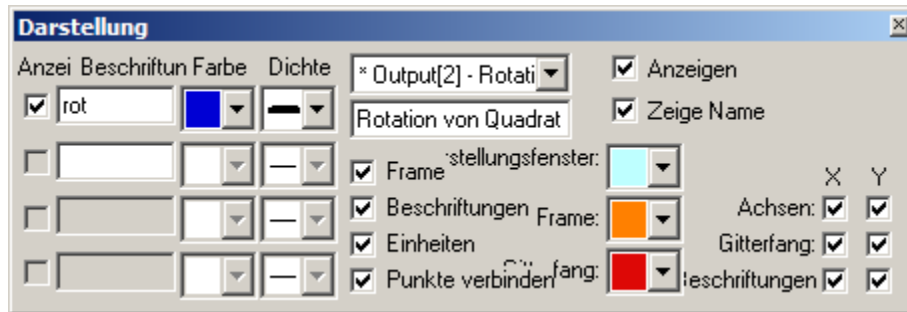 Darstellung
Anzei Beschriftun Farbe Dichte
* Output[2] - Rotati
Anzeigen
rot
Rotation von Quadrat
Zeige Name
stellungsfenster:
Frame
X Y
Beschriftungen
Frame:
Achsen:
Einheiten
Gitterfang:
Punkte verbinden
fang:
eschriftungen